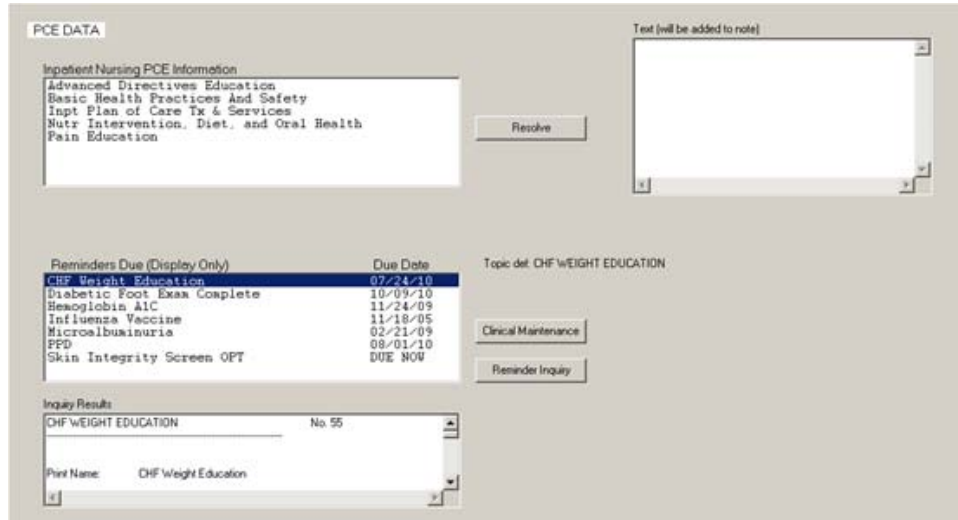 PCE DATA
Text (will be added to note)
Inpatient Nursing PCE Information
Advanced Directives Education
Basic Health Practices And Safety
Inpt Plan of Care Tx & Services
Nutr Intervention, Diet, and Oral Health
Pain Education
Resolve
Reminders Due (Display Only) Due Date
CHF Weight Education 07/24/10
Diabetic Foot Exam Complete 10/09/10
Hemoglobin A1C 11/24/09
Influenza Vaccine 11/18/05
Microalbuminuria 02/21/09
PPD 08/01/10
Skin Integrity Screen OPT DUE NOW
Topic def: CHF WEIGHT EDUCATION
Clinical Maintenance
Reminder Inquiry
Inquiry Results
CHF WEIGHT EDUCATION No. 55
Print Name: CHF Weight Education